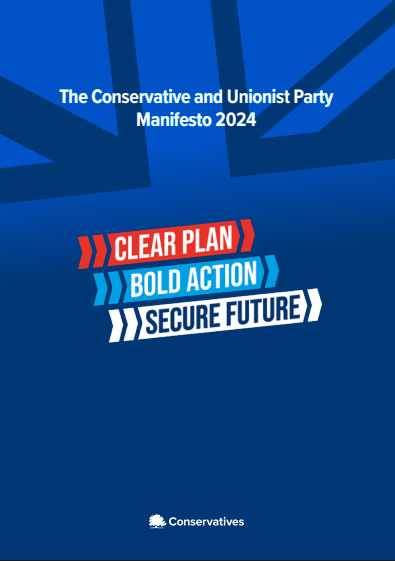 The Conservative and Unionist Party
Manifesto 2024
CLEAR PLAN
BOLD ACTION
SECURE FUTURE
Conservatives